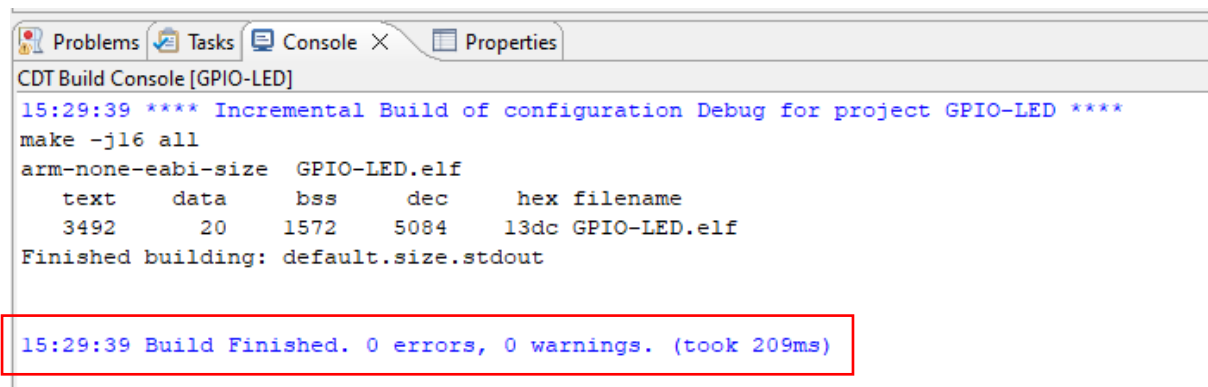 Problems Tasks Console Properties
CDT Build Console [GPIO-LED]
15:29:39 **** Incremental Build of configuration Debug for project GPIO-LED ****
make -j16 all
arm-none-eabi-size  GPIO-LED.elf
   text    data     bss     dec     hex filename
   3492      20    1572    5084    13dc GPIO-LED.elf
Finished building: default.size.stdout
15:29:39 Build Finished. 0 errors, 0 warnings. (took 209ms)